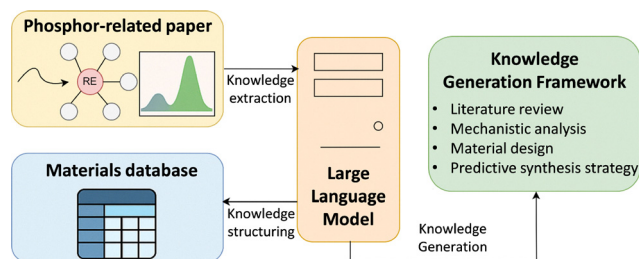 Phosphor-related paper
RE
Knowledge
extraction
Materials database
Knowledge
structuring
Large
Language
Model
Knowledge
Generation Framework
• Literature review
• Mechanistic analysis
• Material design
• Predictive synthesis strategy
Knowledge
Generation